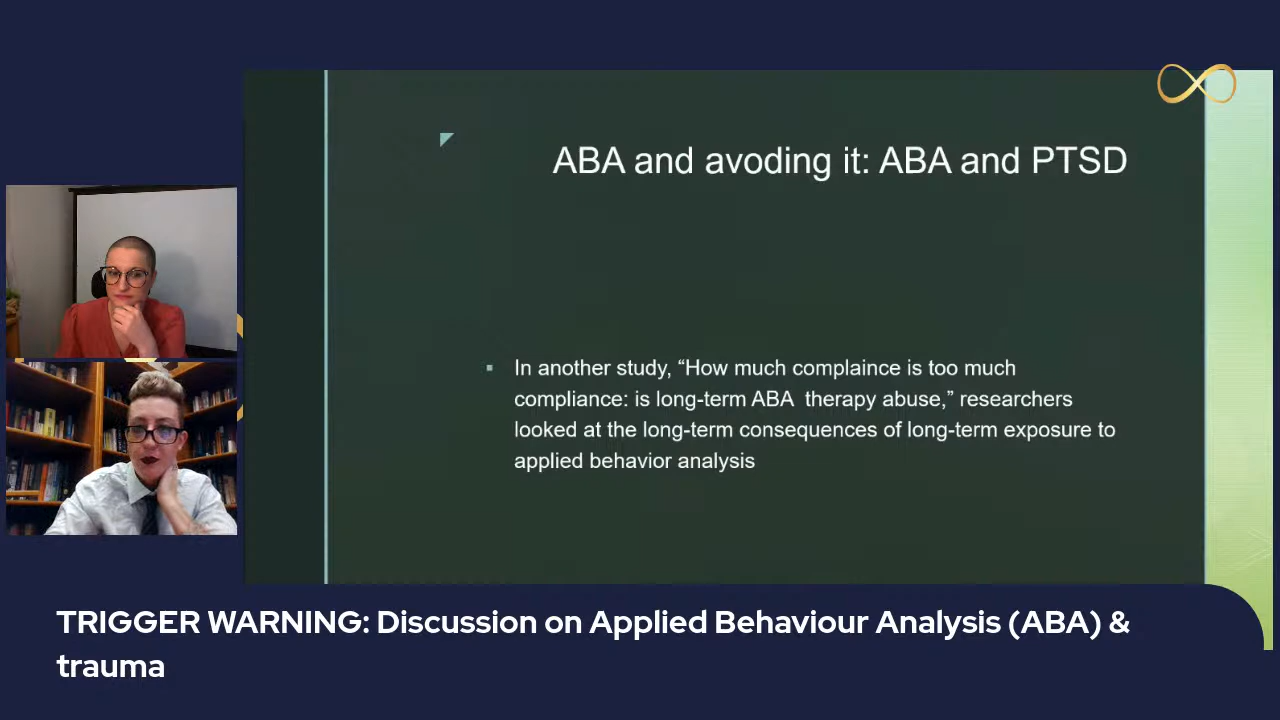 ABA and avoding it: ABA and PTSD
In another study, “How much complaince is too much
compliance: is long-term ABA therapy abuse,” researchers
looked at the long-term consequences of long-term exposure to
applied behavior analysis
TRIGGER WARNING: Discussion on Applied Behaviour Analysis (ABA) &
trauma